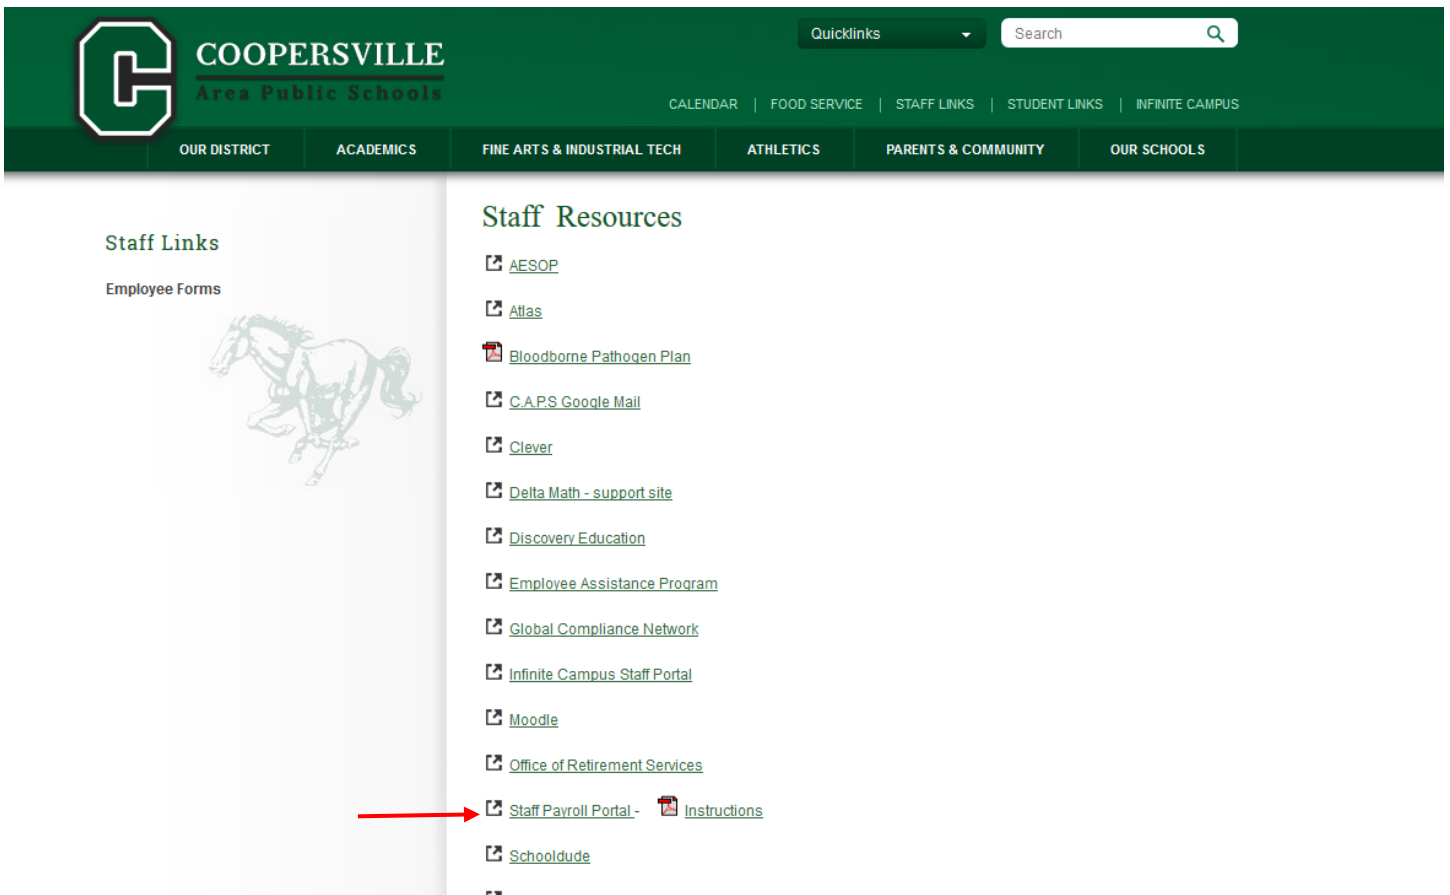 COOPERSVILLE
Area Public Schools
Quicklinks
Search
CALENDAR | FOOD SERVICE | STAFF LINKS | STUDENT LINKS | INFINITE CAMPUS
OUR DISTRICT ACADEMICS FINE ARTS & INDUSTRIAL TECH ATHLETICS PARENTS & COMMUNITY OUR SCHOOLS
Staff Links
Employee Forms
Staff Resources
AESOP
Atlas
Bloodborne Pathogen Plan
C.A.P.S Google Mail
Clever
Delta Math - support site
Discovery Education
Employee Assistance Program
Global Compliance Network
Infinite Campus Staff Portal
Moodle
Office of Retirement Services
Staff Payroll Portal - Instructions
Schooldude